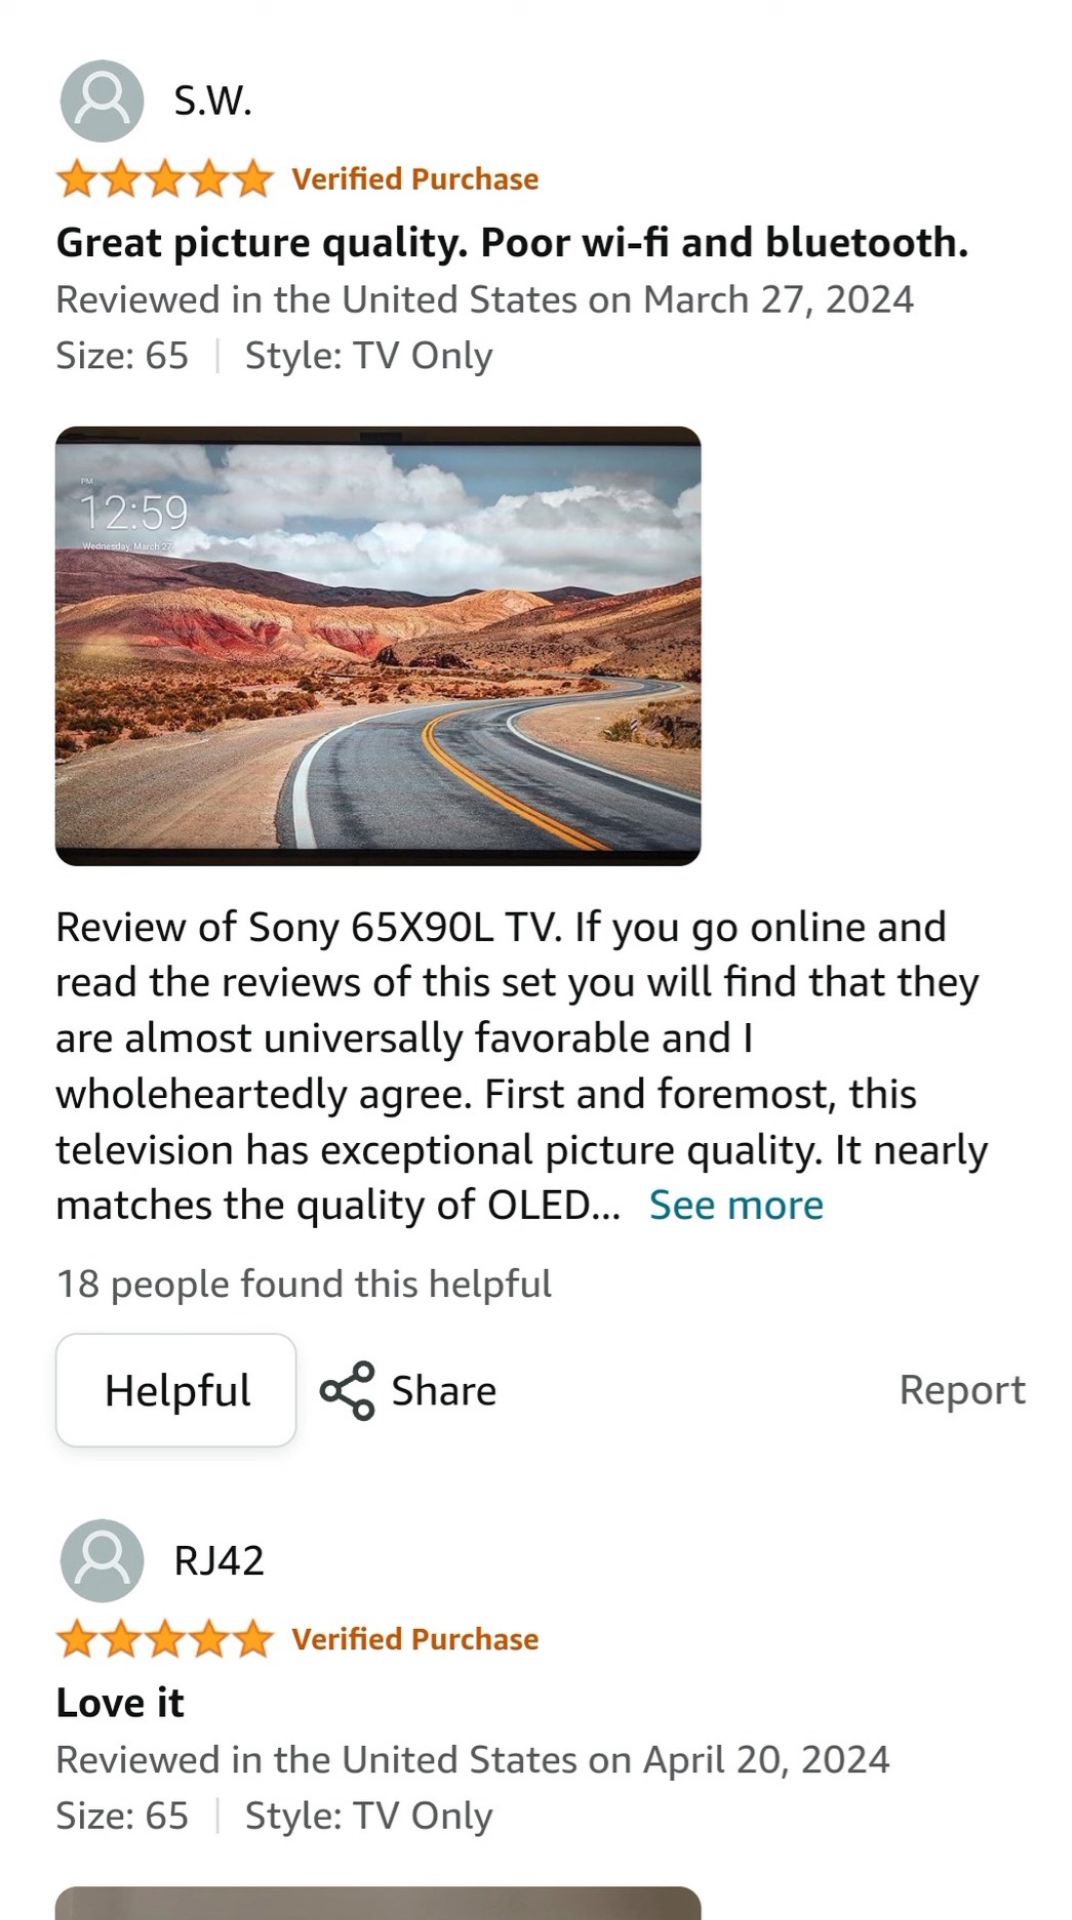 S.W.
Verified Purchase
Great picture quality. Poor wi-fi and bluetooth.
Reviewed in the United States on March 27, 2024
Size: 65 | Style: TV Only
PM
12:59
Wednesday, March 27
Review of Sony 65X90L TV. If you go online and
read the reviews of this set you will find that they
are almost universally favorable and I
wholeheartedly agree. First and foremost, this
television has exceptional picture quality. It nearly
matches the quality of OLED... See more
18 people found this helpful
Helpful
Share
Report
RJ42
Verified Purchase
Love it
Reviewed in the United States on April 20, 2024
Size: 65 | Style: TV Only